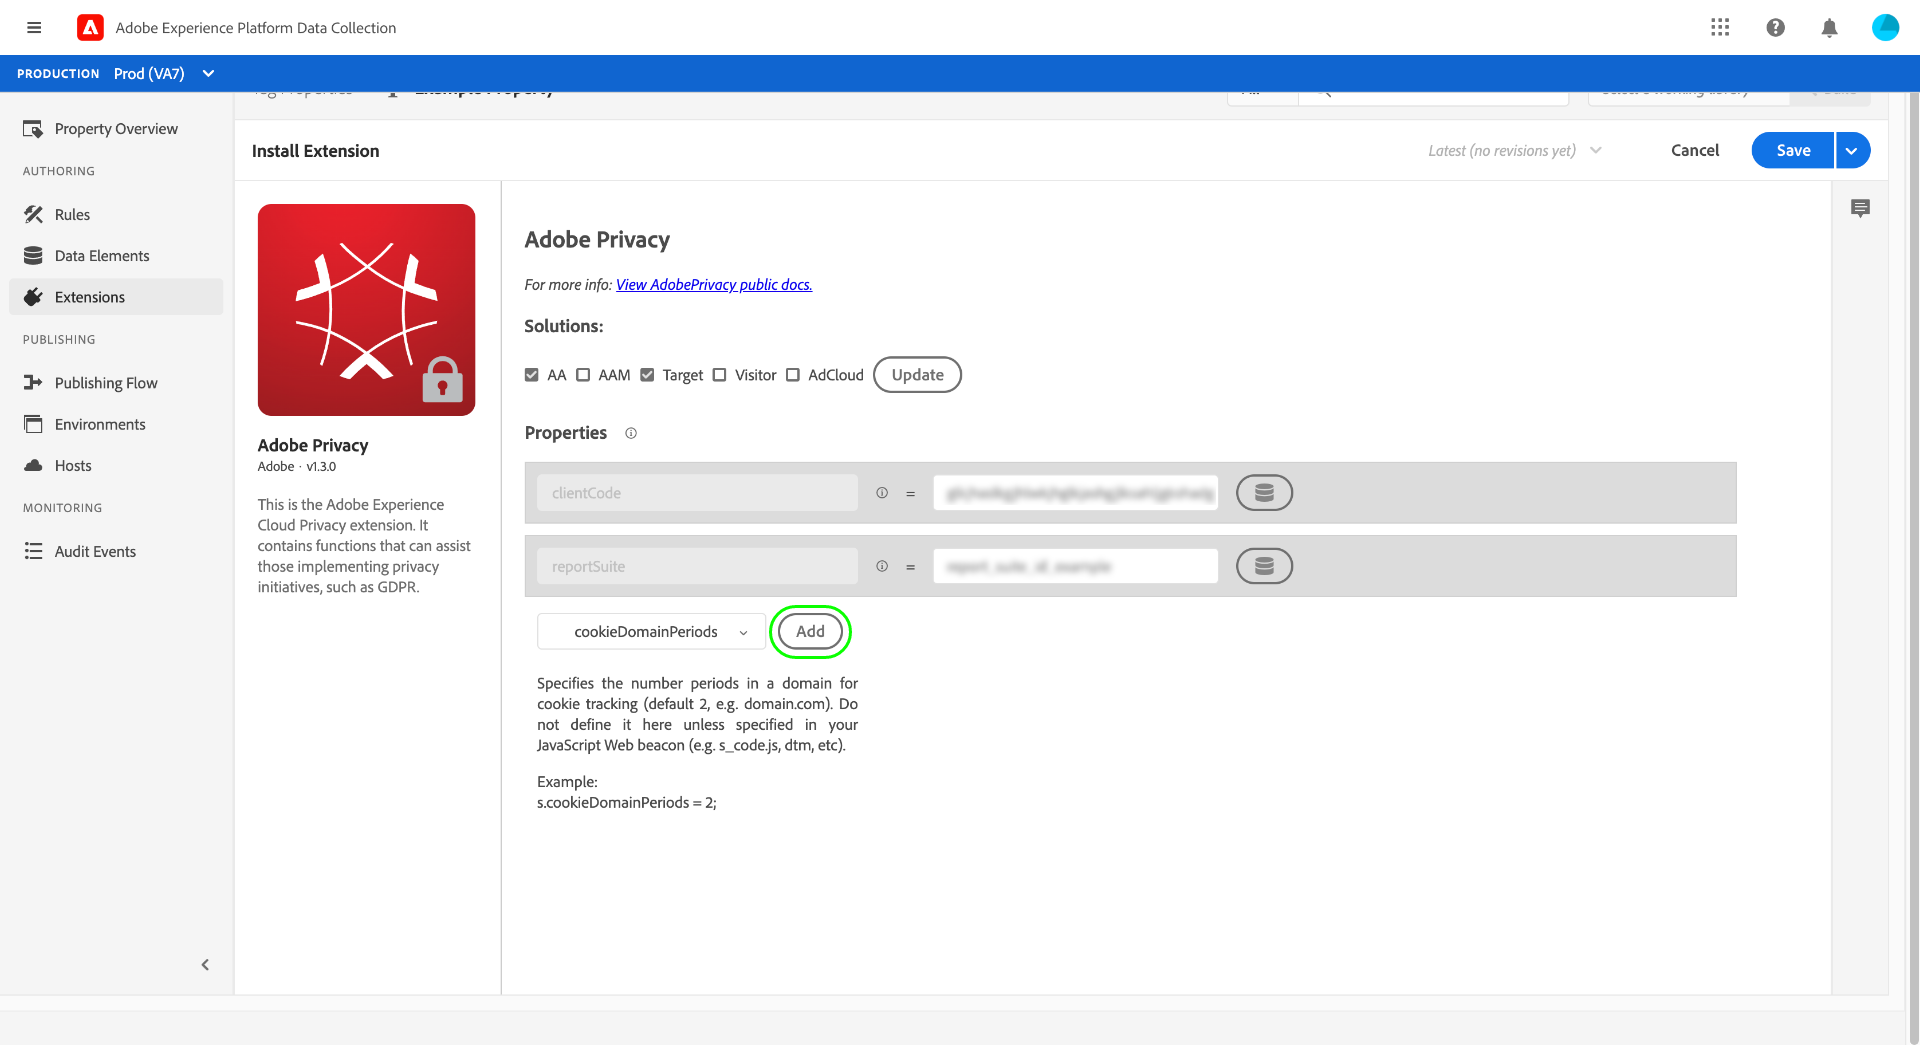 Adobe Experience Platform Data Collection
PRODUCTION Prod (VA7)
Tag Properties Example Property
Property Overview
AUTHORING
Rules
Data Elements
Extensions
PUBLISHING
Publishing Flow
Environments
Hosts
MONITORING
Audit Events
Install Extension
Latest (no revisions yet)
Cancel
Save
Adobe Privacy
Adobe · v1.3.0
This is the Adobe Experience
Cloud Privacy extension. It
contains functions that can assist
those implementing privacy
initiatives, such as GDPR.
Adobe Privacy
For more info: View AdobePrivacy public docs.
Solutions:
AA AAM Target Visitor AdCloud Update
Properties
clientCode =
reportSuite =
cookieDomainPeriods Add
Specifies the number periods in a domain for
cookie tracking (default 2, e.g. domain.com). Do
not define it here unless specified in your
JavaScript Web beacon (e.g. s_code.js, dtm, etc).
Example:
s.cookieDomainPeriods = 2;